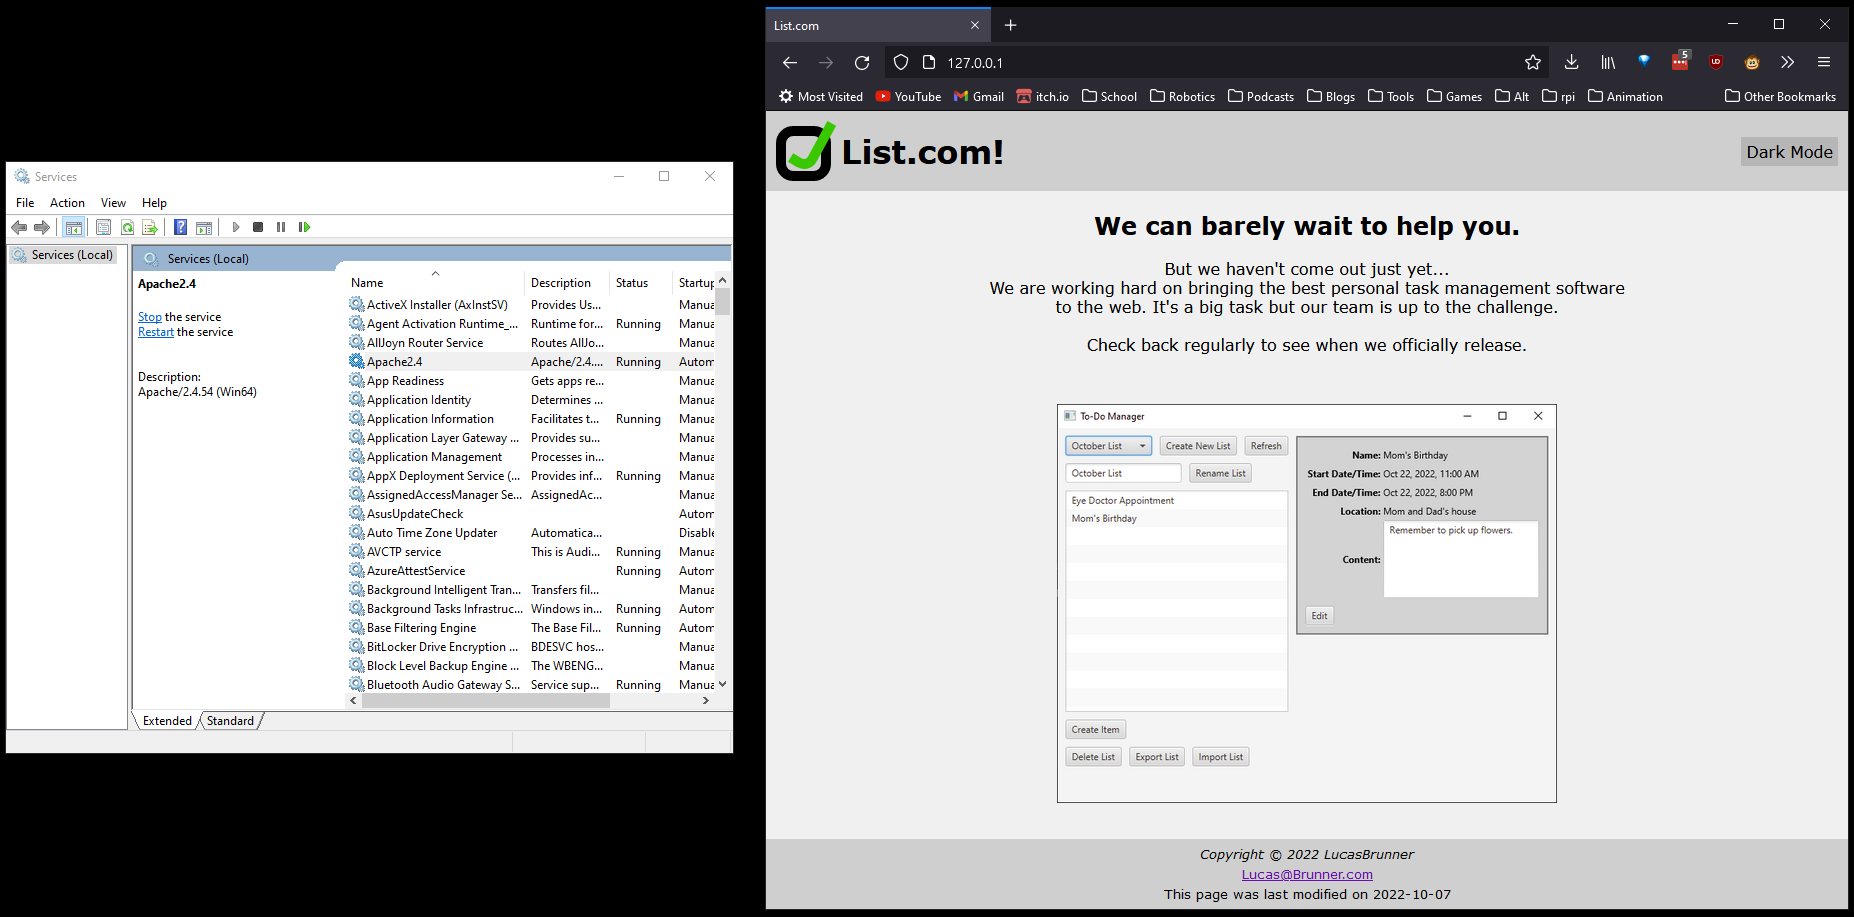 Services
File Action View Help
Services (Local)
Services (Local)
Apache2.4
Stop the service
Restart the service
Description:
Apache/2.4.54 (Win64)
Name Description Status Startup
ActiveX Installer (AxInstSV) Provides Us... Manua
Agent Activation Runtime_... Runtime for... Running Manua
AllJoyn Router Service Routes AllJo... Manua
Apache2.4 Apache/2.4.... Running Autom
App Readiness Gets apps re... Manua
Application Identity Determines ... Manua
Application Information Facilitates t... Running Manua
Application Layer Gateway ... Provides su... Manua
Application Management Processes in... Manua
AppX Deployment Service (... Provides inf... Running Manua
AssignedAccessManager Se... AssignedAc... Manua
AsusUpdateCheck Autom
Auto Time Zone Updater Automatica... Disable
AVCTP service This is Audi... Running Manua
AzureAttestService Running Autom
Background Intelligent Tran... Transfers fil... Manua
Background Tasks Infrastruc... Windows in... Running Autom
Base Filtering Engine The Base Fil... Running Autom
BitLocker Drive Encryption ... BDESVC hos... Manua
Block Level Backup Engine ... The WBENG... Manua
Bluetooth Audio Gateway S... Service sup... Running Manua
Extended Standard
List.com
127.0.0.1
5
Most Visited YouTube Gmail itch.io School Robotics Podcasts Blogs Tools Games Alt rpi Animation Other Bookmarks
List.com!
Dark Mode
We can barely wait to help you.
But we haven't come out just yet...
We are working hard on bringing the best personal task management software
to the web. It's a big task but our team is up to the challenge.
Check back regularly to see when we officially release.
To-Do Manager
October List Create New List Refresh
October List Rename List
Eye Doctor Appointment
Mom's Birthday
Name: Mom's Birthday
Start Date/Time: Oct 22, 2022, 11:00 AM
End Date/Time: Oct 22, 2022, 8:00 PM
Location: Mom and Dad's house
Content: Remember to pick up flowers.
Edit
Create Item
Delete List Export List Import List
Copyright © 2022 LucasBrunner
Lucas@Brunner.com
This page was last modified on 2022-10-07